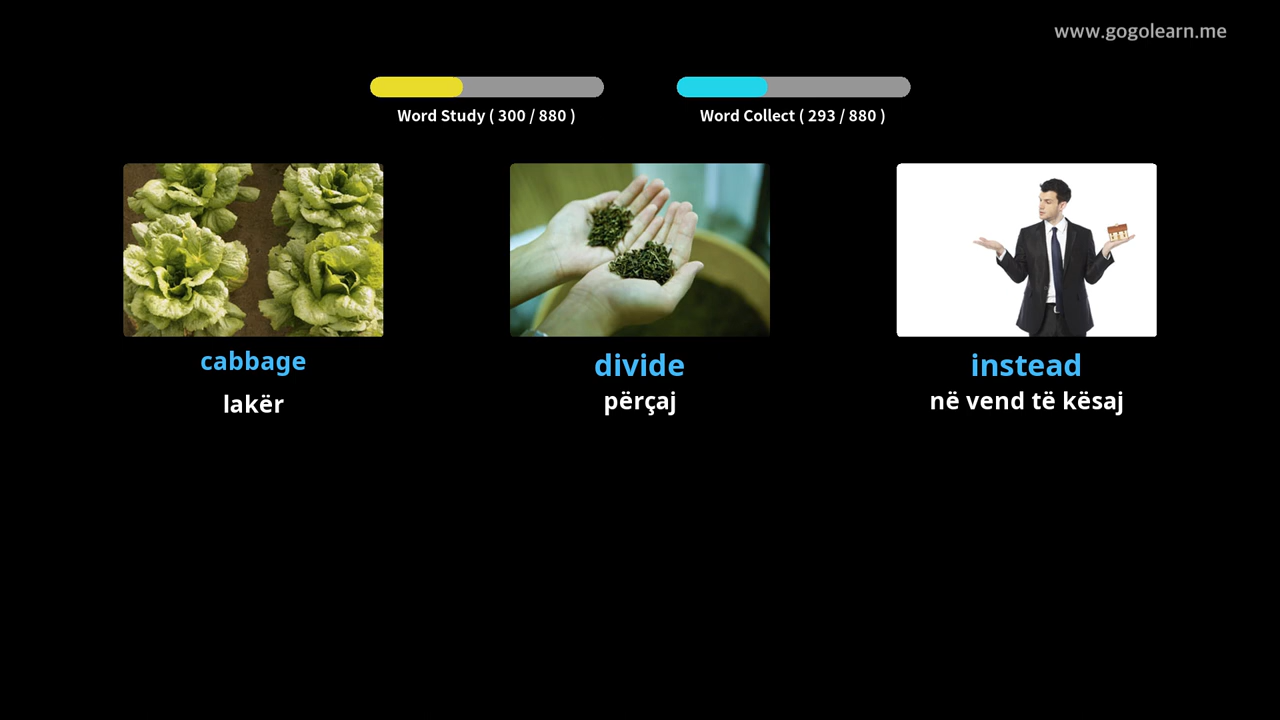 www.gogolearn.me
Word Study ( 300 / 880 )
Word Collect ( 293 / 880 )
cabbage
lakër
divide
përçaj
instead
në vend të kësaj